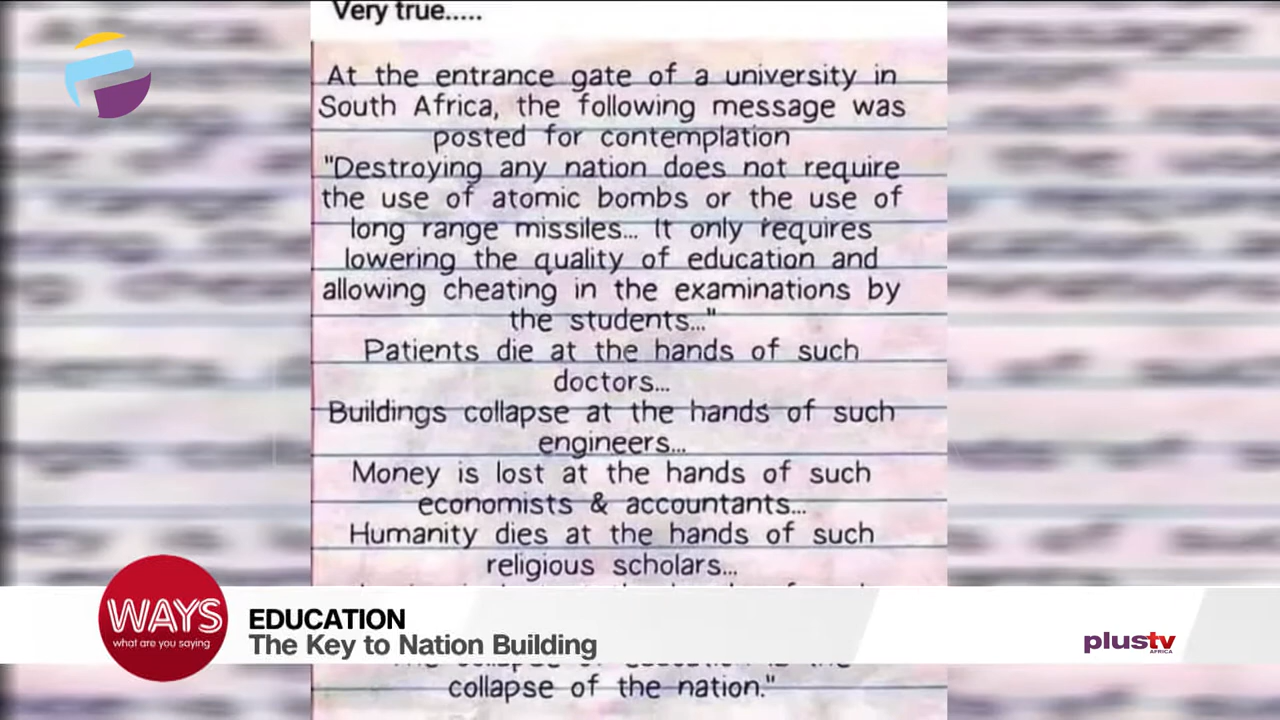 Very true.....
At the entrance gate of a university in
South Africa, the following message was
posted for contemplation
"Destroying any nation does not require
the use of atomic bombs or the use of
long range missiles... It only requires
lowering the quality of education and
allowing cheating in the examinations by
the students..."
Patients die at the hands of such
doctors...
Buildings collapse at the hands of such
engineers...
Money is lost at the hands of such
economists & accountants...
Humanity dies at the hands of such
religious scholars...
WAYS
what are you saying
EDUCATION
The Key to Nation Building
plustv
AFRICA
collapse of the nation."